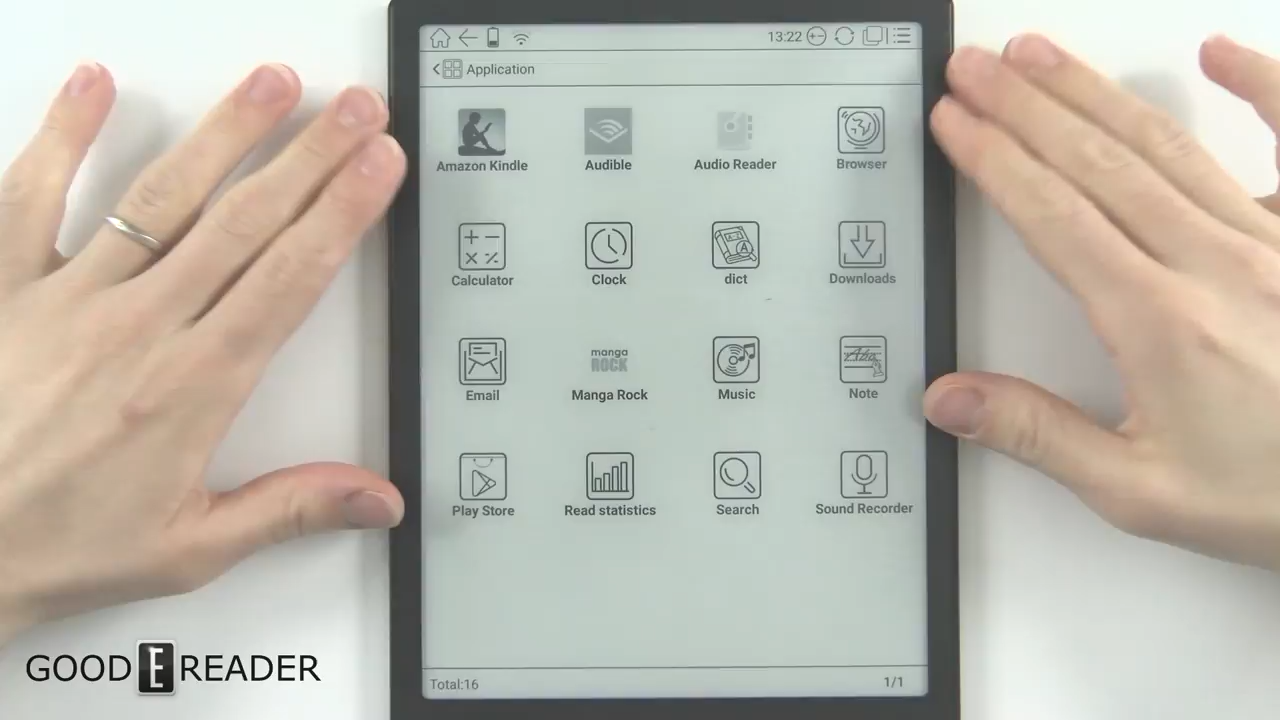 13:22
Application
Amazon Kindle
Audible
Audio Reader
Browser
Calculator
Clock
dict
Downloads
Email
manga
ROCK
Manga Rock
Music
Note
Play Store
Read statistics
Search
Sound Recorder
Total:16
1/1
GOOD E READER